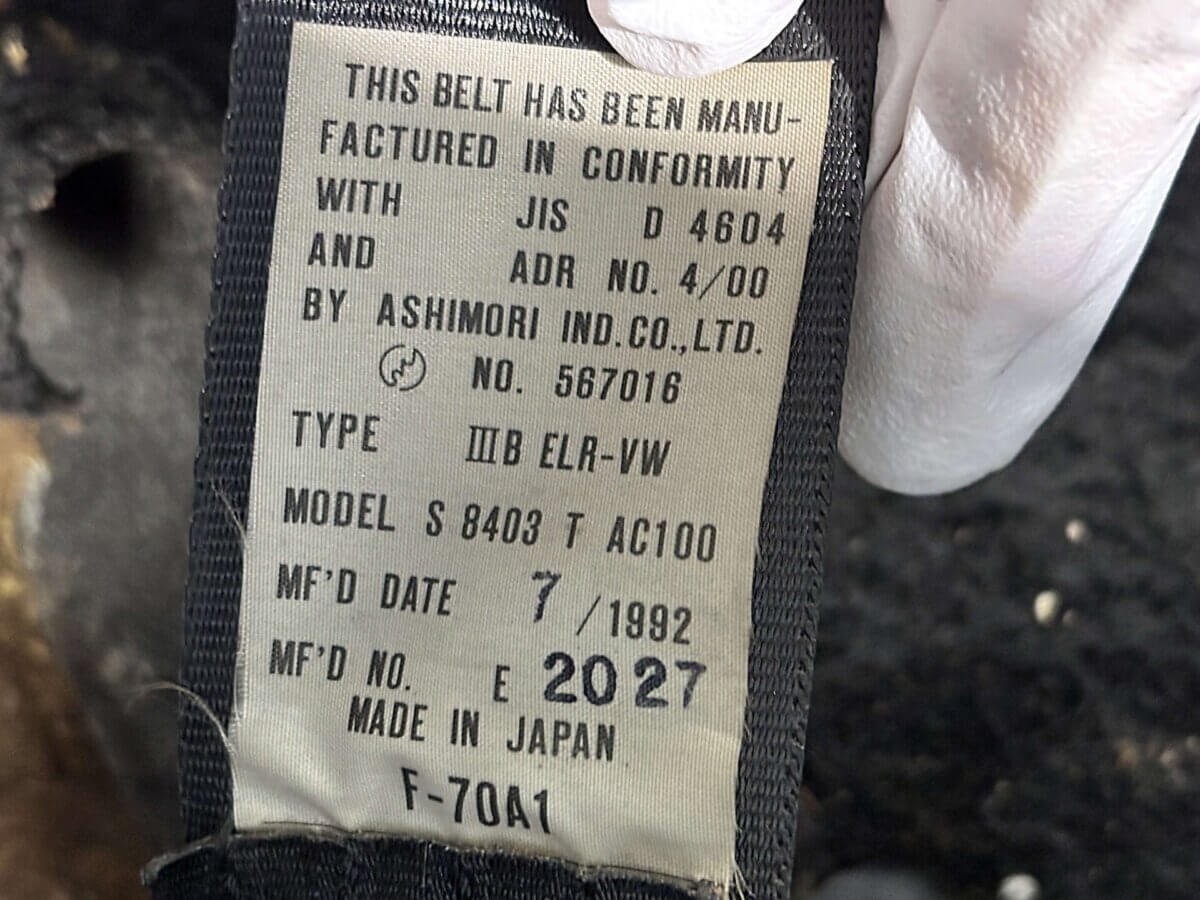 THIS BELT HAS BEEN MANU-
FACTURED IN CONFORMITY
WITH JIS D 4604
AND ADR NO. 4/00
BY ASHIMORI IND.CO.,LTD.
NO. 567016
TYPE ⅢB ELR-VW
MODEL S 8403 T AC100
MF'D DATE 7/1992
MF'D NO. E 2027
MADE IN JAPAN
F-70A1